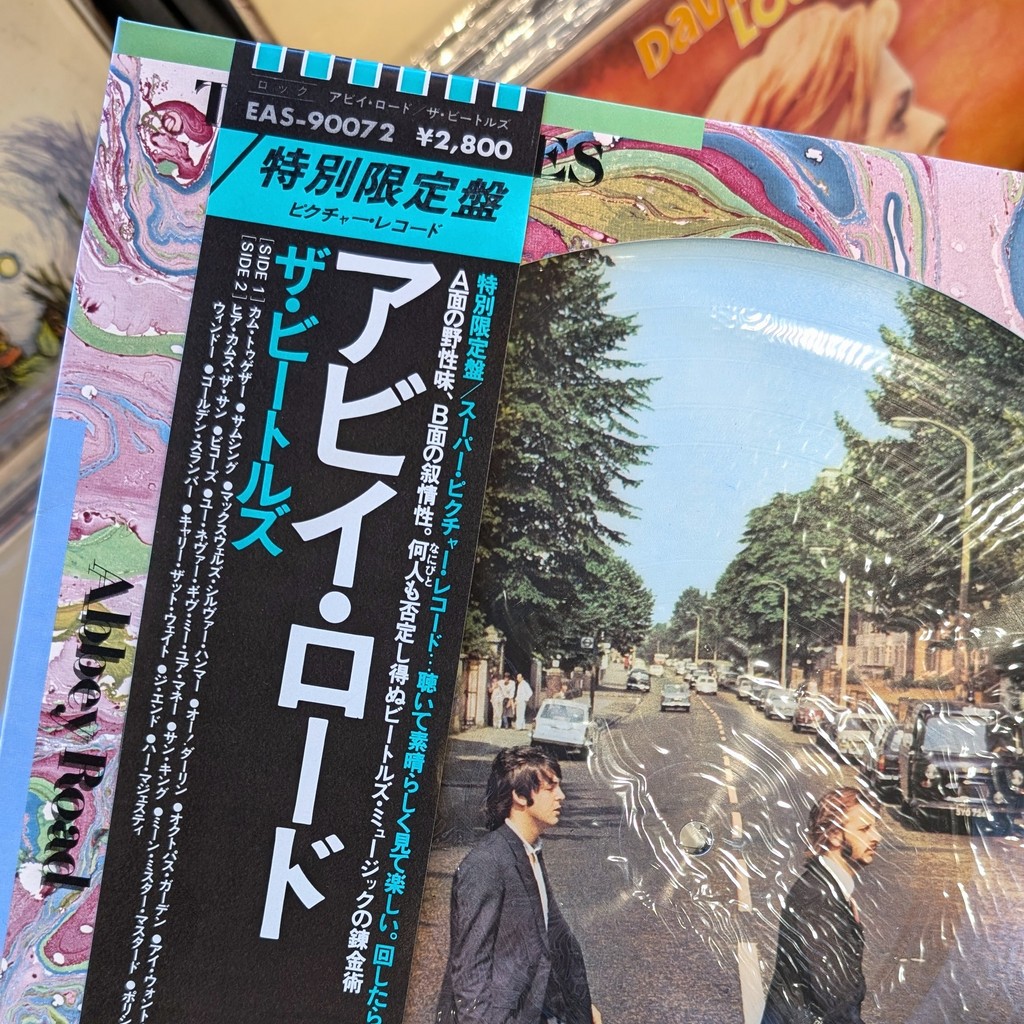 ロック アビイ・ロード/ザ・ビートルズ
EAS-90072 ¥2,800
特別限定盤
ピクチャー・レコード
特別限定盤/スーパー・ピクチャー・レコード…聴いて素晴らしく見て楽しい。回したら
A面の野性味、B面の叙情性。何人も否定し得ぬビートルズ・ミュージックの錬金術
なにびと
アビイ・ロード
ザ・ビートルズ
[SIDE 1] カム・トゥゲザー ●サムシング ●マックスウェルズ・シルヴァー・ハンマー ●オー!ダーリン ●オクトパス・ガーデン ●アイ・ウォント
[SIDE 2] ヒア・カムズ・ザ・サン ●ビコーズ ●ユー・ネヴァー・ギヴ・ミー・ユア・マネー ●サン・キング ●ミーン・ミスター・マスタード ●ポリシ
ウィンドー ●ゴールデン・スランバー ●キャリー・ザット・ウェイト ●ジ・エンド ●ハー・マジェスティ
T
ES
Abbey Road
Dav